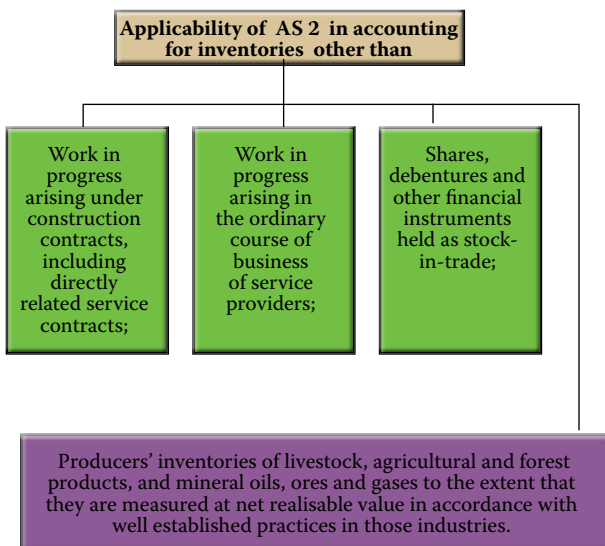 Applicability of AS 2 in accounting
for inventories other than
Work in
progress
arising under
construction
contracts,
including
directly
related service
contracts;
Work in
progress
arising in
the ordinary
course of
business
of service
providers;
Shares,
debentures and
other financial
instruments
held as stock-
in-trade;
Producers’ inventories of livestock, agricultural and forest
products, and mineral oils, ores and gases to the extent that
they are measured at net realisable value in accordance with
well established practices in those industries.